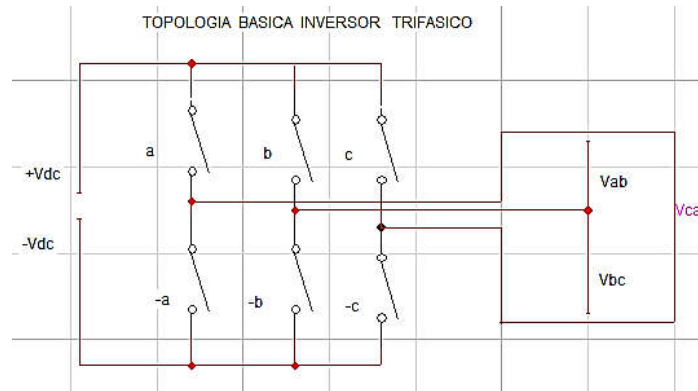 TOPOLOGIA BASICA INVERSOR TRIFASICO
a
b
c
+Vdc
Vab
Vca
-Vdc
Vbc
-a
-b
-c